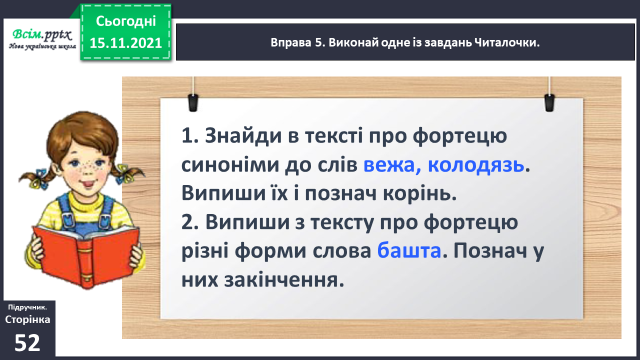 Всім.pptx
Нова українська школа
Сьогодні
15.11.2021
Вправа 5. Виконай одне із завдань Читалочки.
1. Знайди в тексті про фортецю
синоніми до слів вежа, колодязь.
Випиши їх і познач корінь.
2. Випиши з тексту про фортецю
різні форми слова башта. Познач у
них закінчення.
Підручник.
Сторінка
52